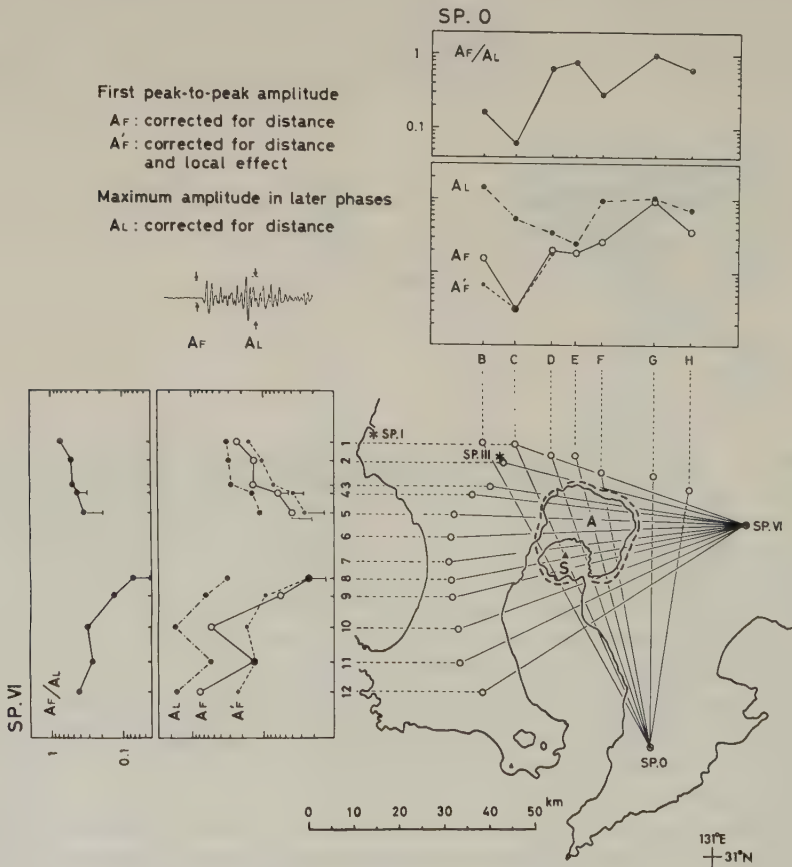 SP. O
1
AF/AL
0.1
First peak-to-peak amplitude
AF : corrected for distance
A'F : corrected for distance
and local effect
Maximum amplitude in later phases
AL : corrected for distance
AF AL
AL
AF
A'F
B C D E F G H
SP. VI
AF/AL
1 0.1
AL AF A'F
1
2
3
4
5
6
7
8
9
10
11
12
SP.I
SP.III
A
S
SP.VI
SP.O
0 10 20 30 40 50 km
131°E
31°N